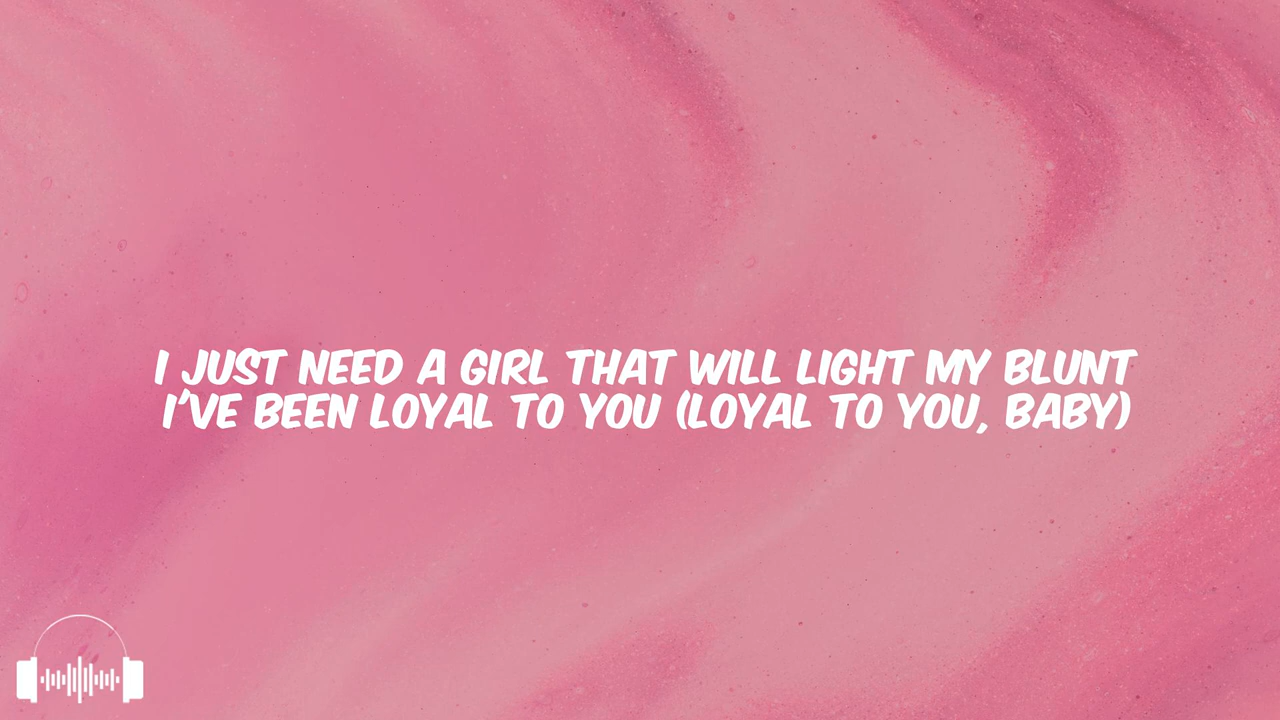 I JUST NEED A GIRL THAT WILL LIGHT MY BLUNT
I'VE BEEN LOYAL TO YOU (LOYAL TO YOU, BABY)